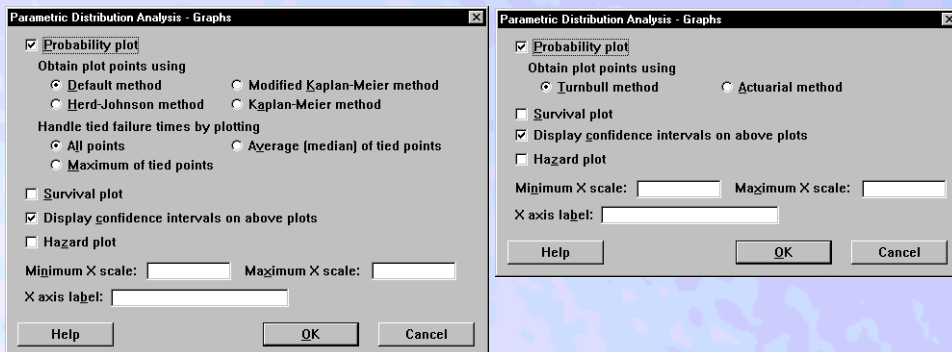 Parametric Distribution Analysis - Graphs
Probability plot
Obtain plot points using
Default method
Modified Kaplan-Meier method
Herd-Johnson method
Kaplan-Meier method
Handle tied failure times by plotting
All points
Average (median) of tied points
Maximum of tied points
Survival plot
Display confidence intervals on above plots
Hazard plot
Minimum X scale:
Maximum X scale:
X axis label:
Help
OK
Cancel
Parametric Distribution Analysis - Graphs
Probability plot
Obtain plot points using
Turnbull method
Actuarial method
Survival plot
Display confidence intervals on above plots
Hazard plot
Minimum X scale:
Maximum X scale:
X axis label:
Help
OK
Cancel